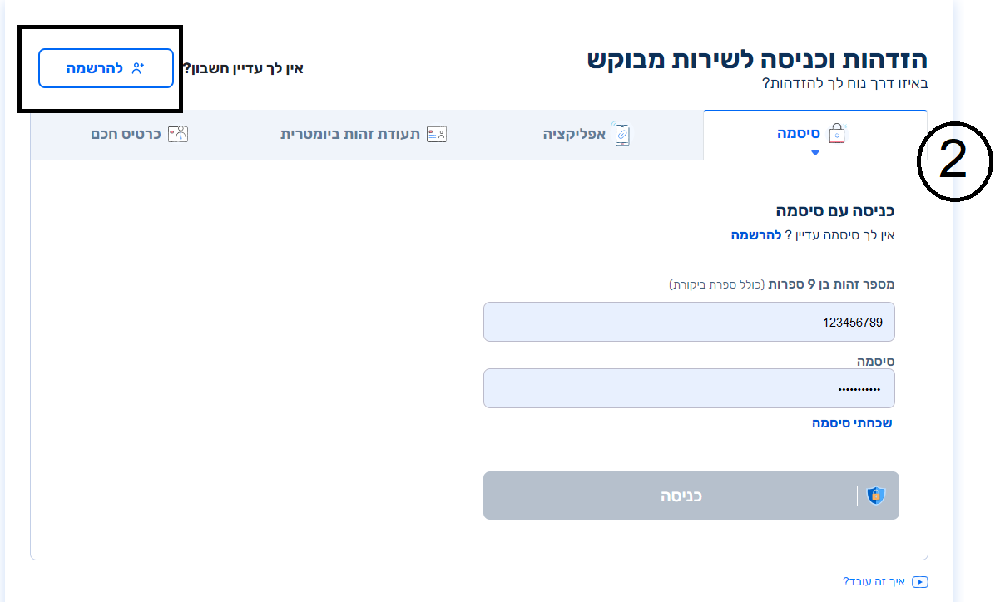 הזדהות וכניסה לשירות מבוקש
באיזו דרך נוח לך להזדהות?
אין לך עדיין חשבון?
להרשמה
סיסמה
אפליקציה
תעודת זהות ביומטרית
כרטיס חכם
2
כניסה עם סיסמה
אין לך סיסמה עדיין ? להרשמה
מספר זהות בן 9 ספרות (כולל ספרת ביקורת)
123456789
סיסמה
•••••••••••
שכחתי סיסמה
כניסה
איך זה עובד?